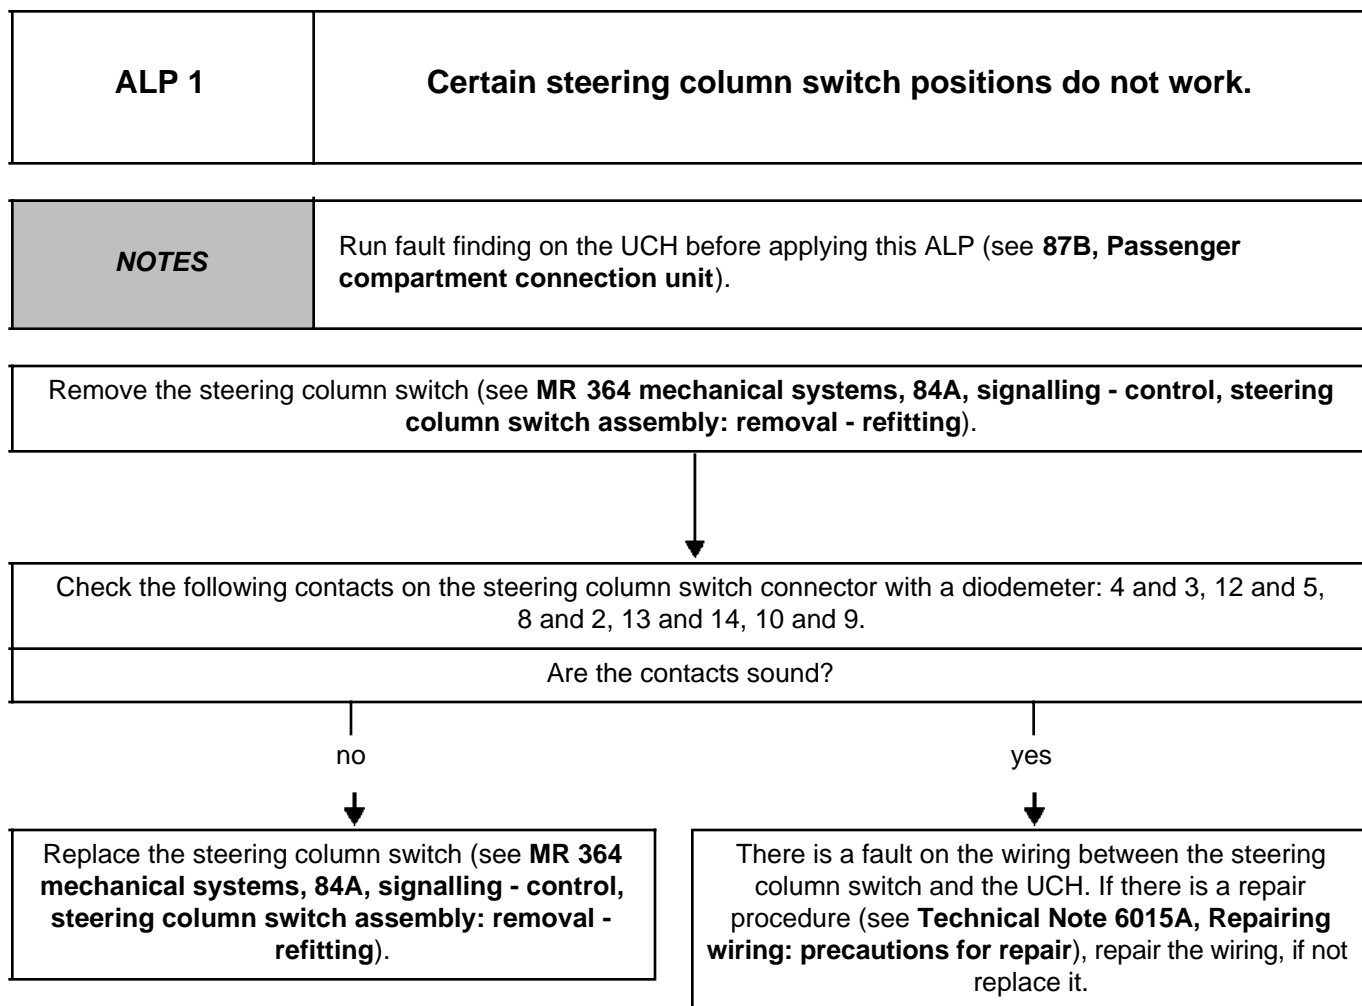 ALP 1
Certain steering column switch positions do not work.
NOTES
Run fault finding on the UCH before applying this ALP (see 87B, Passenger
compartment connection unit).
Remove the steering column switch (see MR 364 mechanical systems, 84A, signalling - control, steering
column switch assembly: removal - refitting).
Check the following contacts on the steering column switch connector with a diodemeter: 4 and 3, 12 and 5,
8 and 2, 13 and 14, 10 and 9.
Are the contacts sound?
no
yes
Replace the steering column switch (see MR 364
mechanical systems, 84A, signalling - control,
steering column switch assembly: removal -
refitting).
There is a fault on the wiring between the steering
column switch and the UCH. If there is a repair
procedure (see Technical Note 6015A, Repairing
wiring: precautions for repair), repair the wiring, if not
replace it.